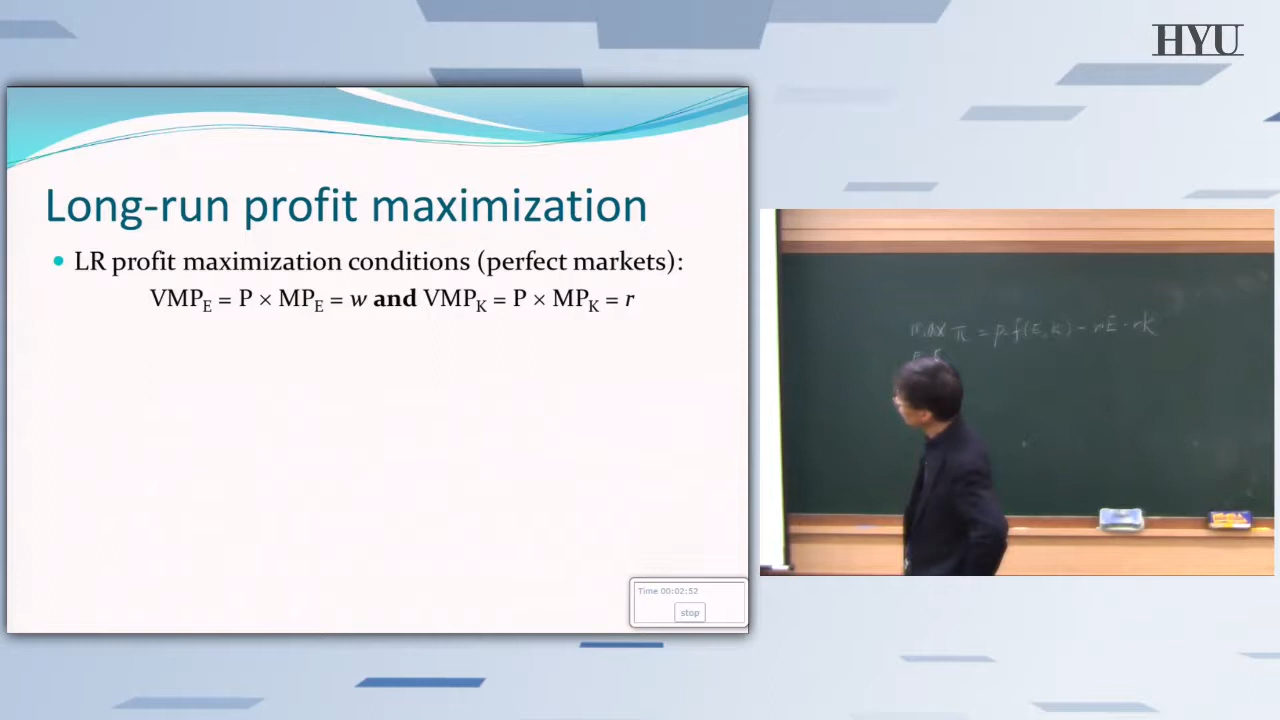 HYU
Long-run profit maximization
• LR profit maximization conditions (perfect markets):
VMP_E = P × MP_E = w and VMP_K = P × MP_K = r
max π = p f(E, K) - wE - rK
Time 00:02:52
stop